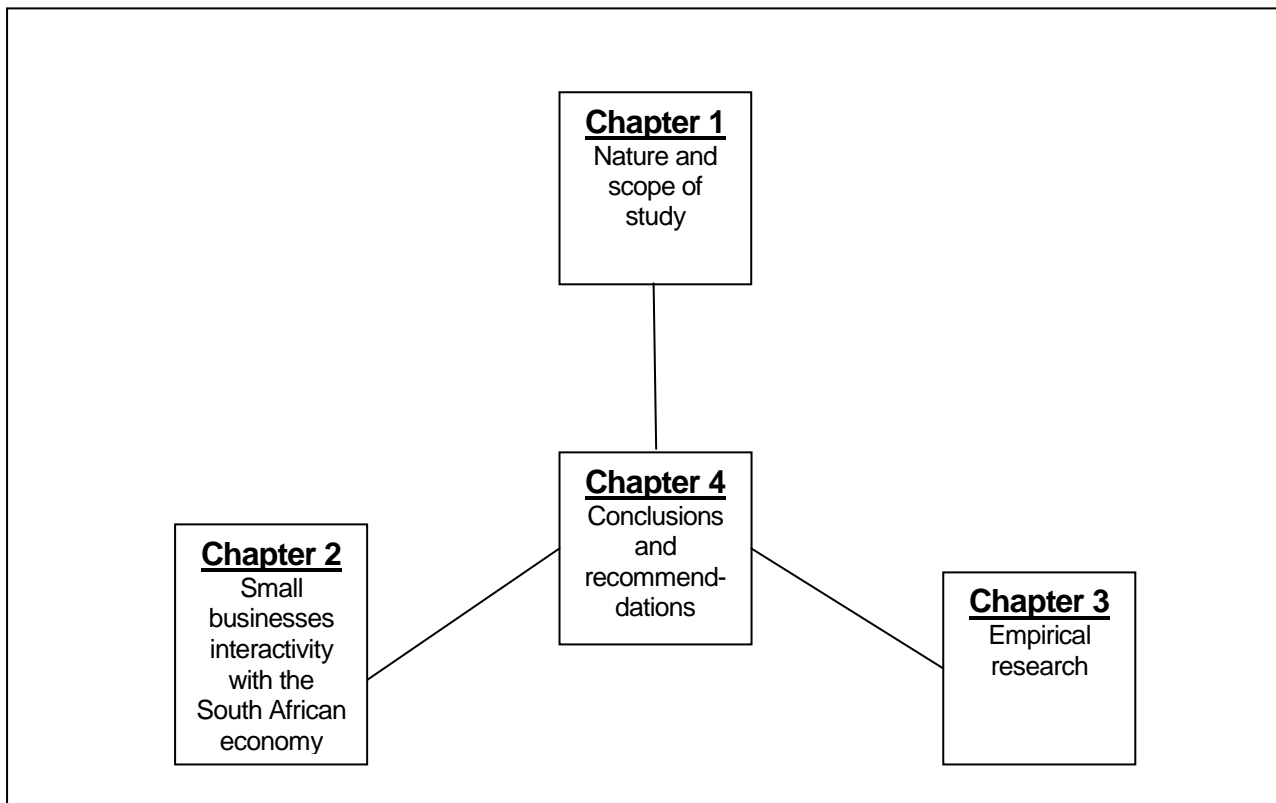 Chapter 1
Nature and
scope of
study
Chapter 4
Conclusions
and
recommend-
dations
Chapter 2
Small
businesses
interactivity
with the
South African
economy
Chapter 3
Empirical
research